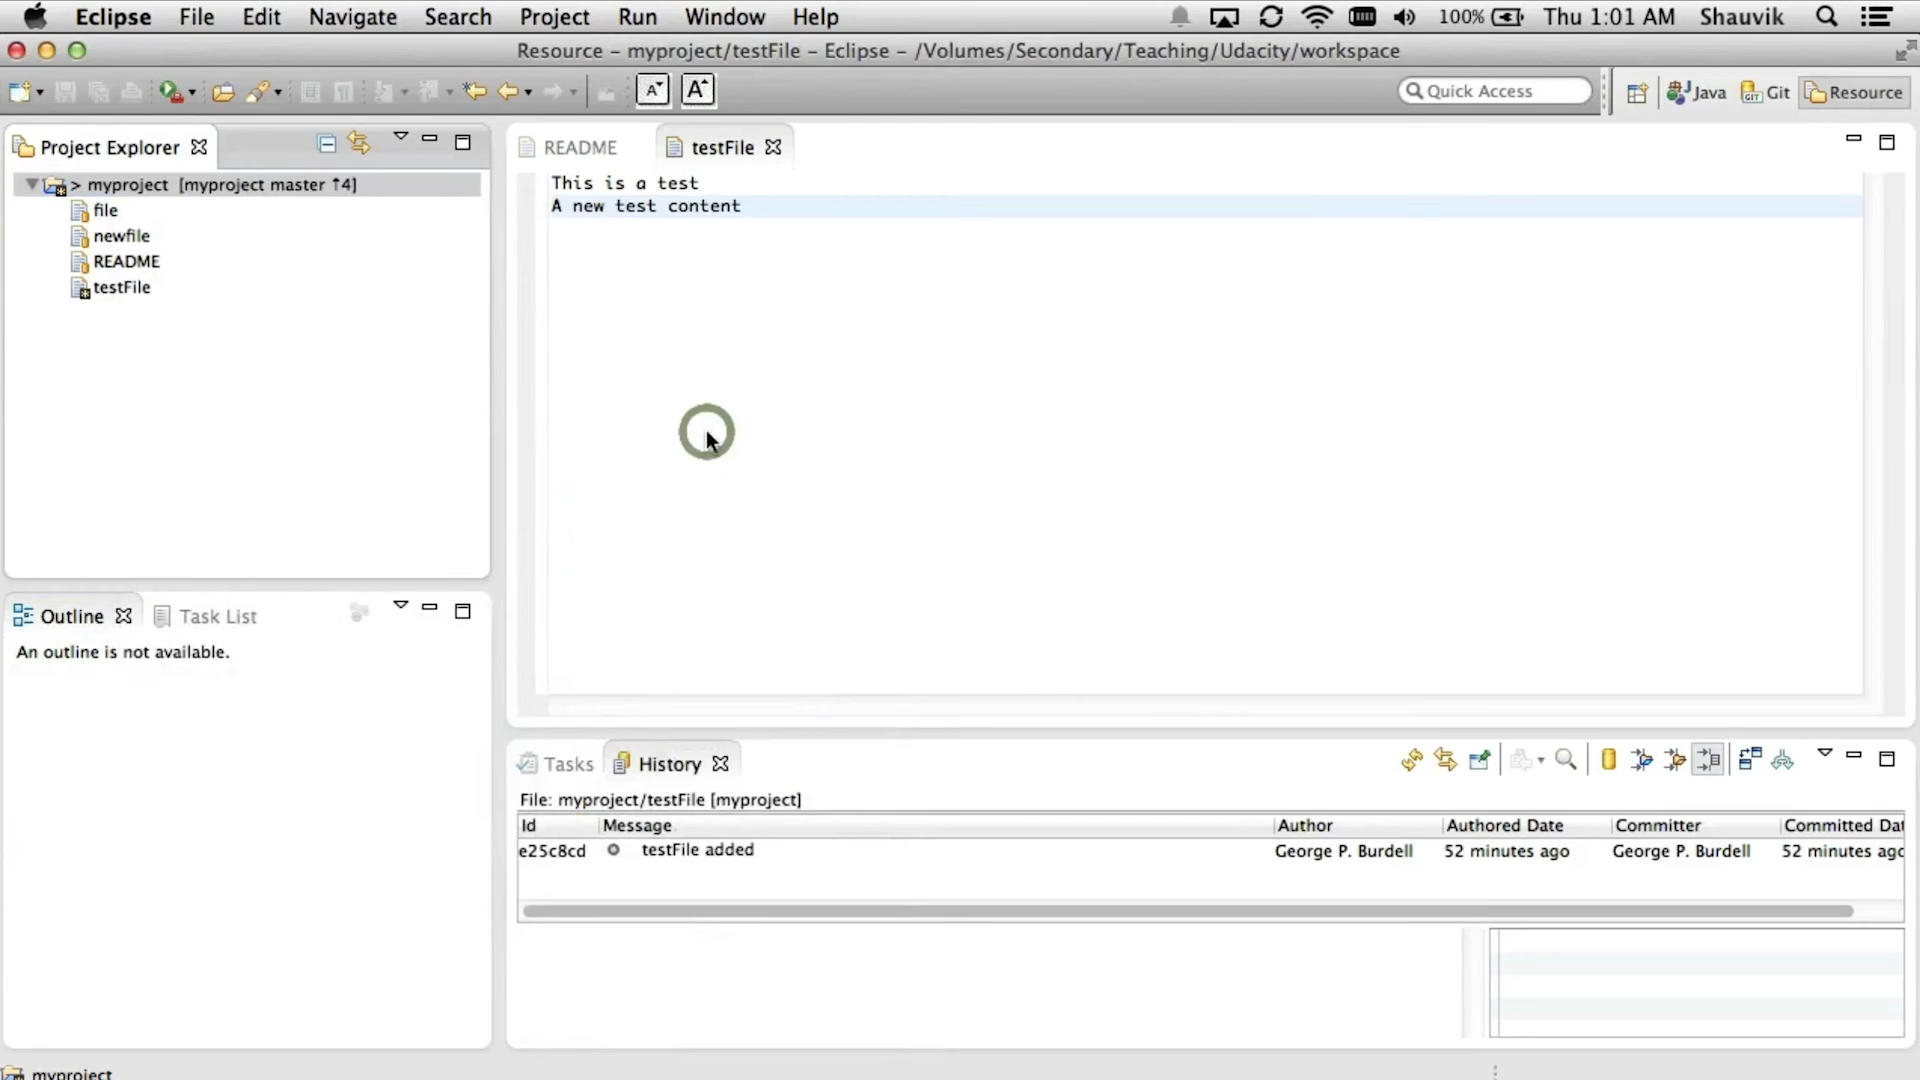 Eclipse File Edit Navigate Search Project Run Window Help 100% Thu 1:01 AM Shauvik
Resource – myproject/testFile – Eclipse – /Volumes/Secondary/Teaching/Udacity/workspace
A A Quick Access Java GIT Git Resource
Project Explorer
> myproject [myproject master ↑4]
file
newfile
README
testFile
README testFile
This is a test
A new test content
Outline Task List
An outline is not available.
Tasks History
File: myproject/testFile [myproject]
Id Message Author Authored Date Committer Committed Dat
e25c8cd testFile added George P. Burdell 52 minutes ago George P. Burdell 52 minutes ago
myproject